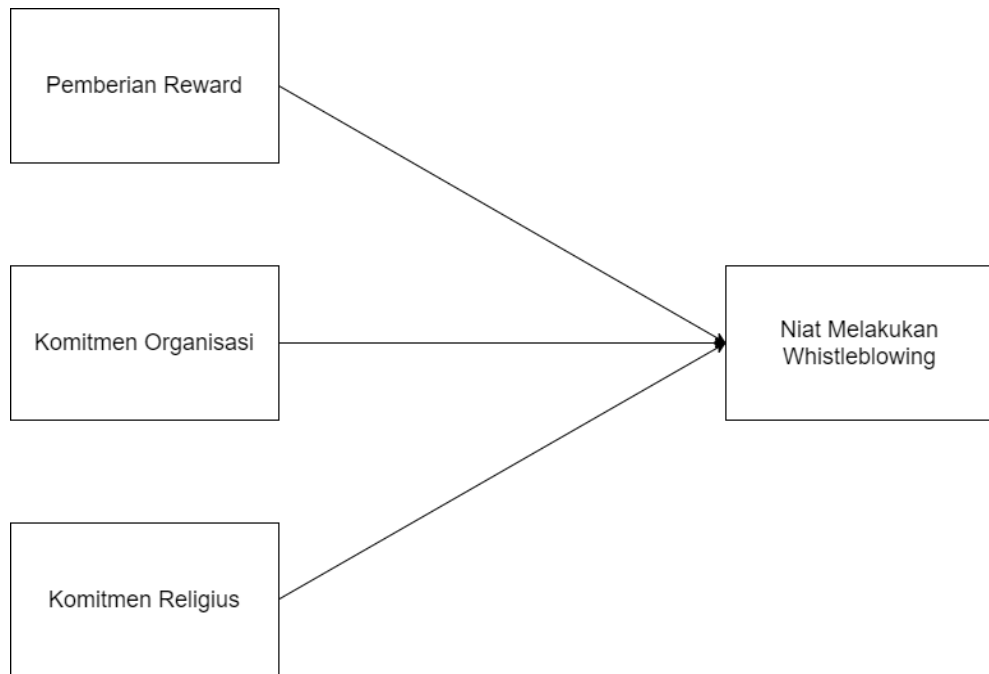 Pemberian Reward
Komitmen Organisasi
Niat Melakukan
Whistleblowing
Komitmen Religius